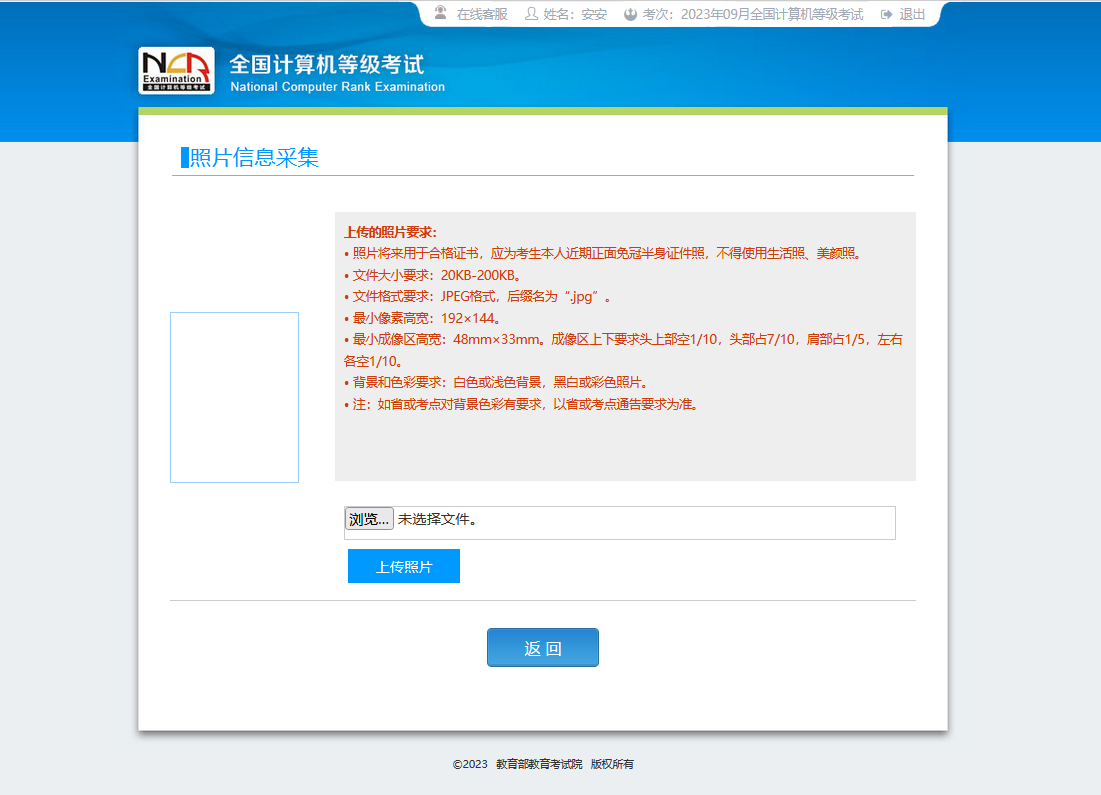 在线客服 姓名：安安 考次：2023年09月全国计算机等级考试 退出
NCR
Examination
全国计算机等级考试
全国计算机等级考试
National Computer Rank Examination
照片信息采集
上传的照片要求：
• 照片将来用于合格证书，应为考生本人近期正面免冠半身证件照，不得使用生活照、美颜照。
• 文件大小要求：20KB-200KB。
• 文件格式要求：JPEG格式，后缀名为“.jpg”。
• 最小像素高宽：192×144。
• 最小成像区高宽：48mm×33mm。成像区上下要求头上部空1/10，头部占7/10，肩部占1/5，左右
各空1/10。
• 背景和色彩要求：白色或浅色背景，黑白或彩色照片。
• 注：如省或考点对背景色彩有要求，以省或考点通告要求为准。
浏览... 未选择文件。
上传照片
返 回
©2023 教育部教育考试院 版权所有